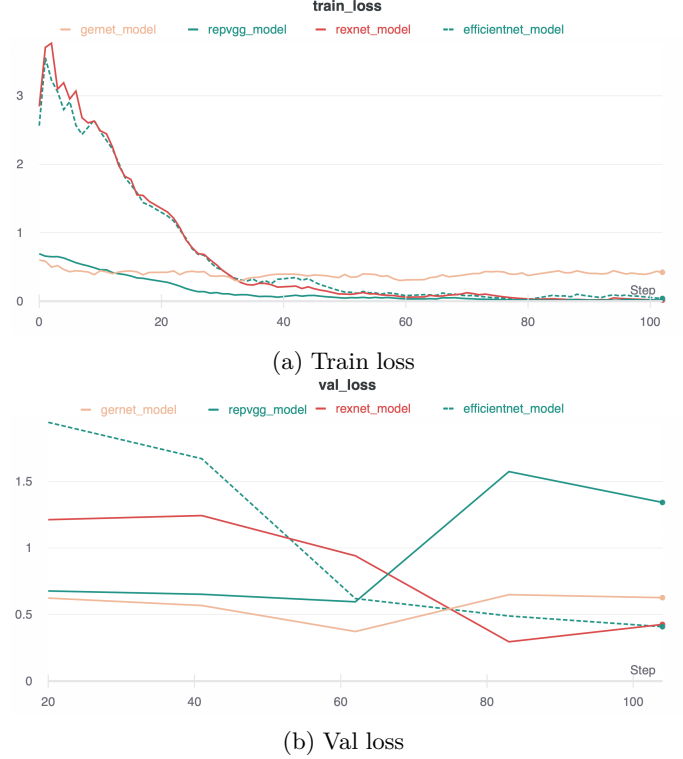 train_loss
gernet_model repvgg_model rexnet_model efficientnet_model
3
2
1
0
Step
0 20 40 60 80 100
(a) Train loss
val_loss
gernet_model repvgg_model rexnet_model efficientnet_model
1.5
1
0.5
Step
0
20 40 60 80 100
(b) Val loss